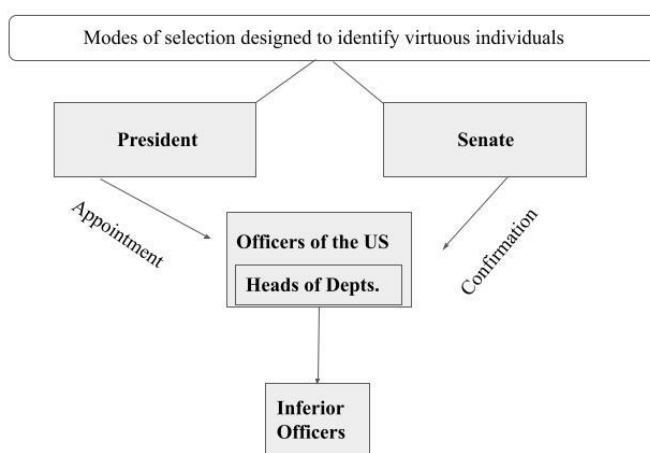 Modes of selection designed to identify virtuous individuals
President
Senate
Appointment
Confirmation
Officers of the US
Heads of Depts.
Inferior
Officers